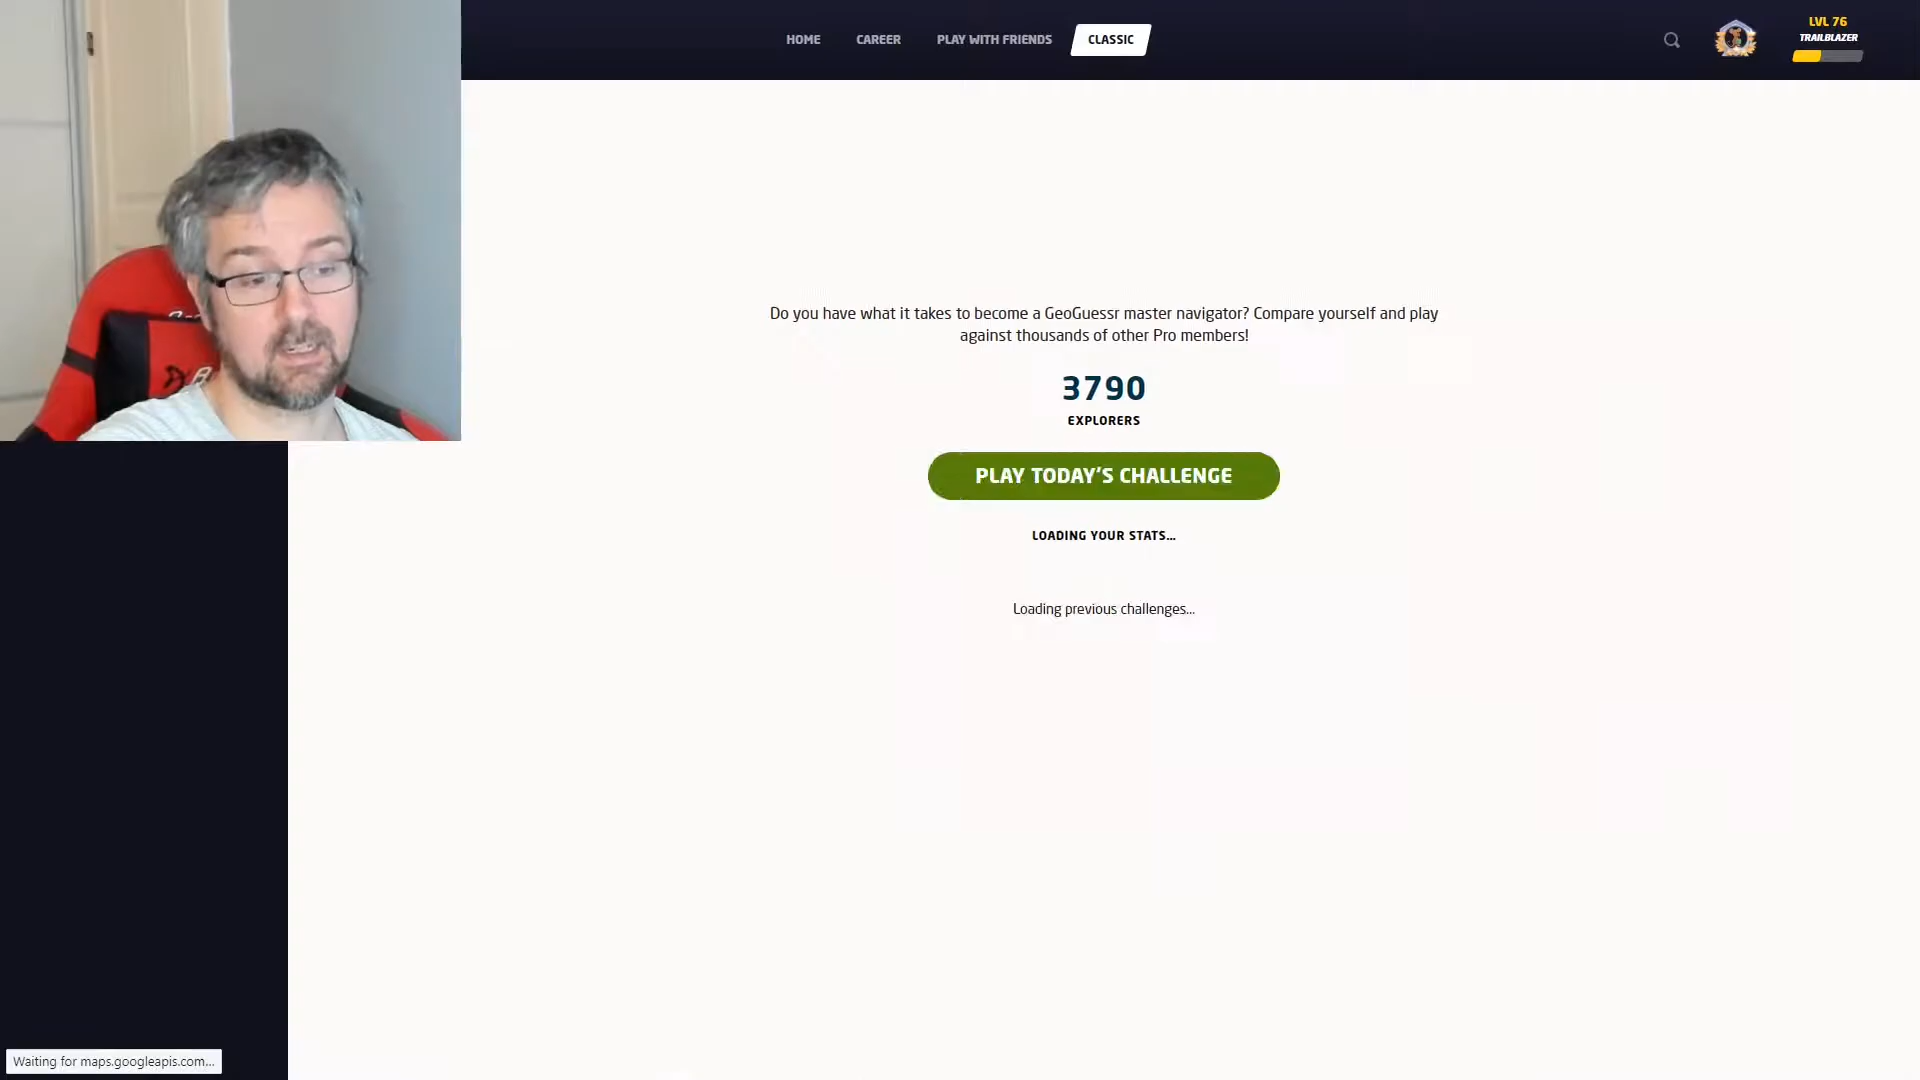 HOME
CAREER
PLAY WITH FRIENDS
CLASSIC
LVL 76
TRAILBLAZER
Do you have what it takes to become a GeoGuessr master navigator? Compare yourself and play
against thousands of other Pro members!
3790
EXPLORERS
PLAY TODAY'S CHALLENGE
LOADING YOUR STATS...
Loading previous challenges...
Waiting for maps.googleapis.com...